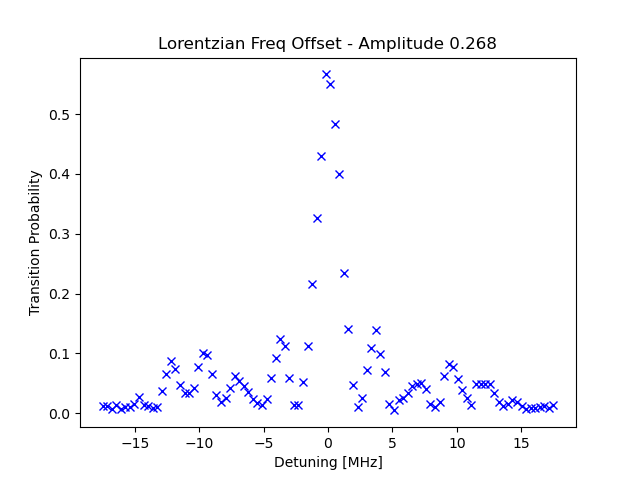 Lorentzian Freq Offset - Amplitude 0.268
Transition Probability
0.5
0.4
0.3
0.2
0.1
0.0
−15 −10 −5 0 5 10 15
Detuning [MHz]